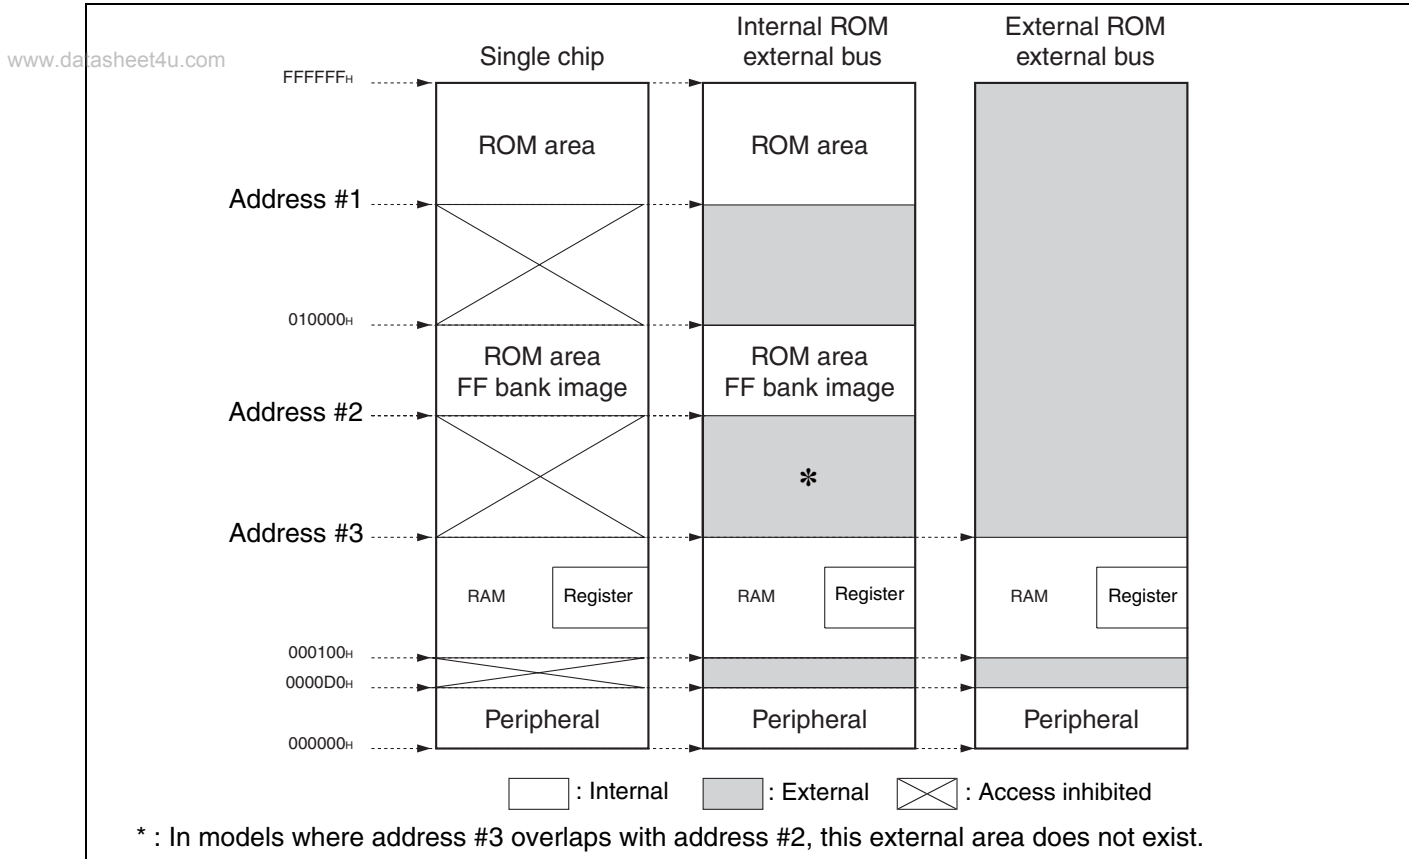 www.datasheet4u.com
Single chip
Internal ROM
external bus
External ROM
external bus
FFFFFFH
ROM area
ROM area
Address #1
010000H
ROM area
FF bank image
ROM area
FF bank image
Address #2
*
Address #3
RAM
Register
RAM
Register
RAM
Register
000100H
0000D0H
Peripheral
Peripheral
Peripheral
000000H
: Internal
: External
: Access inhibited
* : In models where address #3 overlaps with address #2, this external area does not exist.